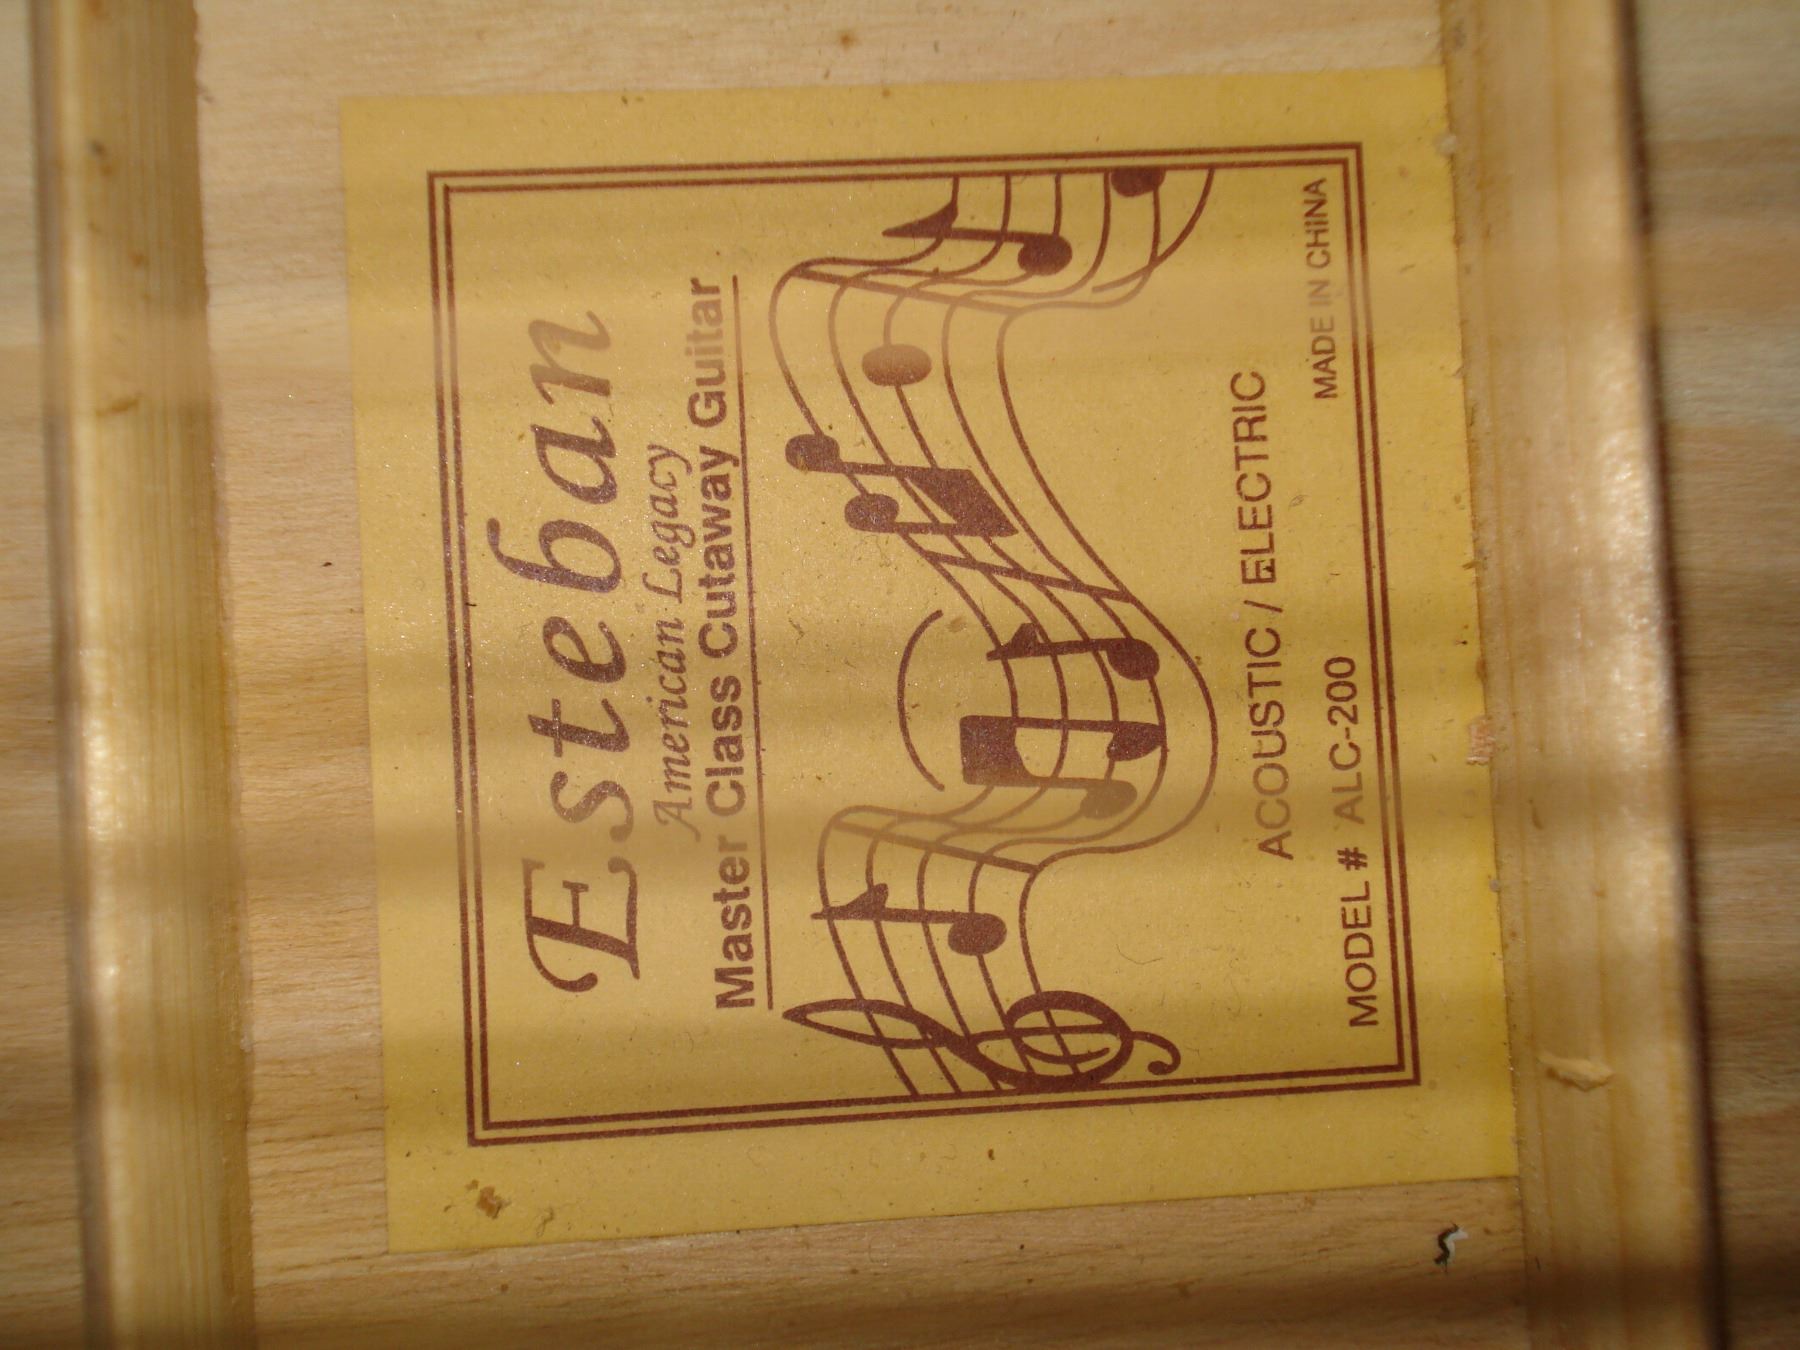 Esteban
American Legacy
Master Class Cutaway Guitar
ACOUSTIC / ELECTRIC
MODEL # ALC-200
MADE IN CHINA